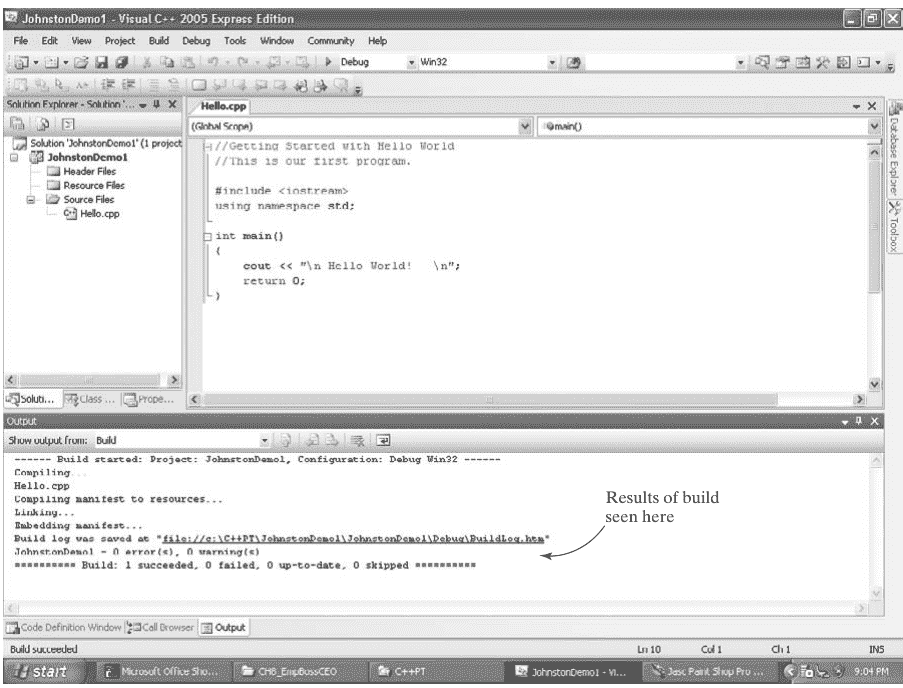 JohnstonDemo1 - Visual C++ 2005 Express Edition
File Edit View Project Build Debug Tools Window Community Help
Debug Win32
Solution Explorer - Solution '...
Hello.cpp
(Global Scope) main()
Solution 'JohnstonDemo1' (1 project
JohnstonDemo1
Header Files
Resource Files
Source Files
Hello.cpp
//Getting Started with Hello World
//This is our first program.
#include <iostream>
using namespace std;
int main()
{
cout << "\n Hello World!   \n";
return 0;
}
Database Explorer
Toolbox
Soluti... Class ... Prope...
Output
Show output from: Build
------ Build started: Project: JohnstonDemo1, Configuration: Debug Win32 ------
Compiling...
Hello.cpp
Compiling manifest to resources...
Linking...
Embedding manifest...
Build log was saved at "file://c:\C++PT\JohnstonDemo1\JohnstonDemo1\Debug\BuildLog.htm"
JohnstonDemo1 - 0 error(s), 0 warning(s)
========== Build: 1 succeeded, 0 failed, 0 up-to-date, 0 skipped ==========
Results of build
seen here
Code Definition Window Call Browser Output
Build succeeded Ln 10 Col 1 Ch 1 INS
start Microsoft Office Sho... CH8_EmpBossCEO C++PT JohnstonDemo1 - Vi... Jasc Paint Shop Pro ... 9:04 PM